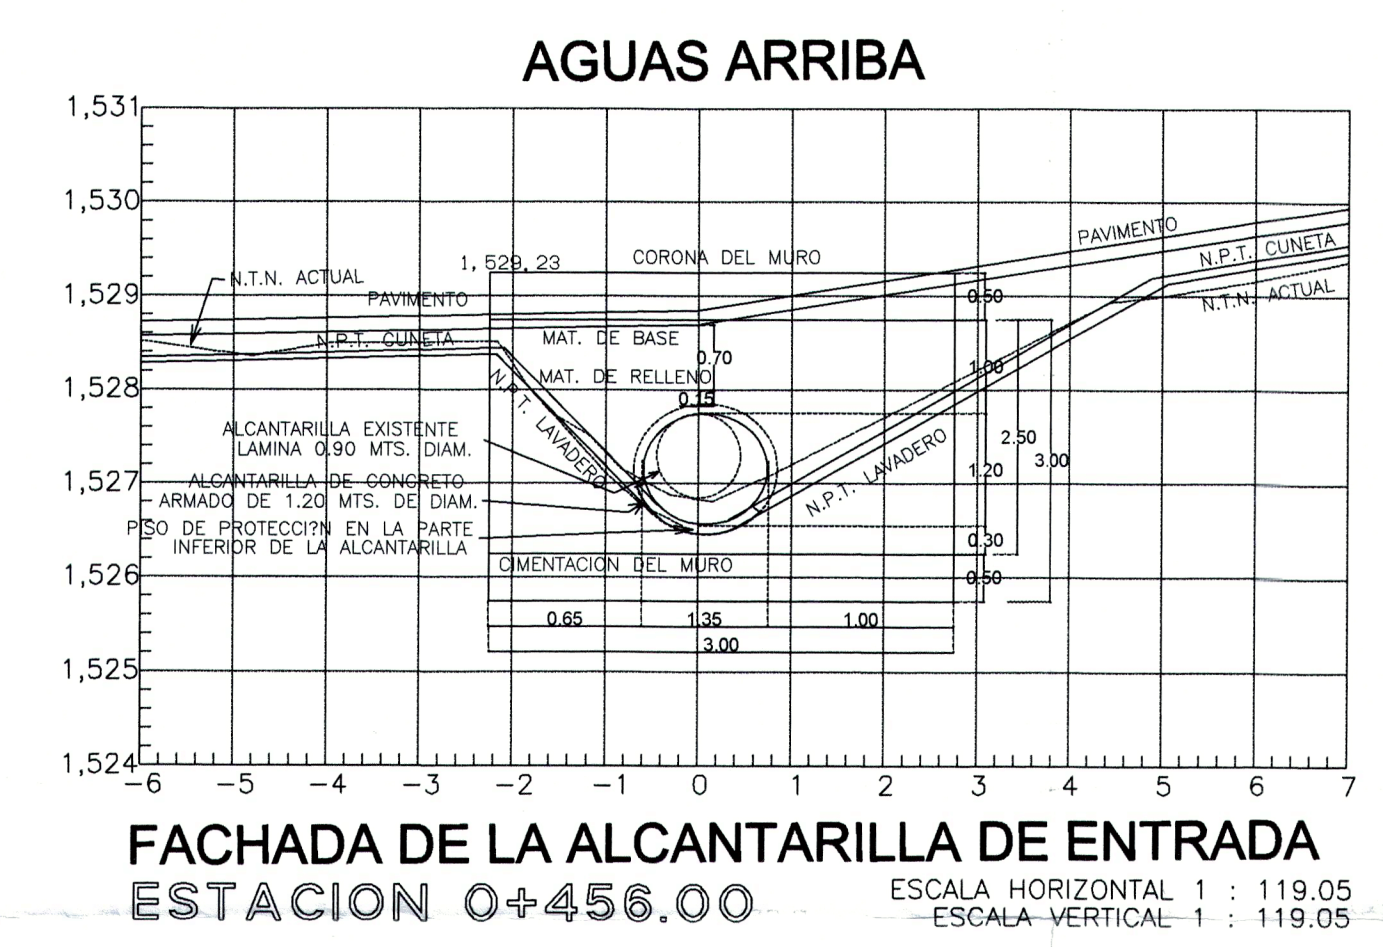 AGUAS ARRIBA
1,531
1,530
1,529
1,528
1,527
1,526
1,525
1,524
1,529,23
CORONA DEL MURO
PAVIMENTO
N.P.T. CUNETA
N.T.N. ACTUAL
N.T.N. ACTUAL
PAVIMENTO
0.50
N.P.T. CUNETA
MAT. DE BASE
0.70
1.00
MAT. DE RELLENO
0.15
N.P.T. LAVADERO
ALCANTARILLA EXISTENTE
LAMINA 0.90 MTS. DIAM.
2.50
3.00
1.20
N.P.T. LAVADERO
ALCANTARILLA DE CONCRETO
ARMADO DE 1.20 MTS. DE DIAM.
PISO DE PROTECCI?N EN LA PARTE
INFERIOR DE LA ALCANTARILLA
0.30
CIMENTACION DEL MURO
0.50
0.65 1.35 1.00
3.00
-6 -5 -4 -3 -2 -1 0 1 2 3 4 5 6 7
FACHADA DE LA ALCANTARILLA DE ENTRADA
ESTACION 0+456.00
ESCALA HORIZONTAL 1 : 119.05
ESCALA VERTICAL 1 : 119.05